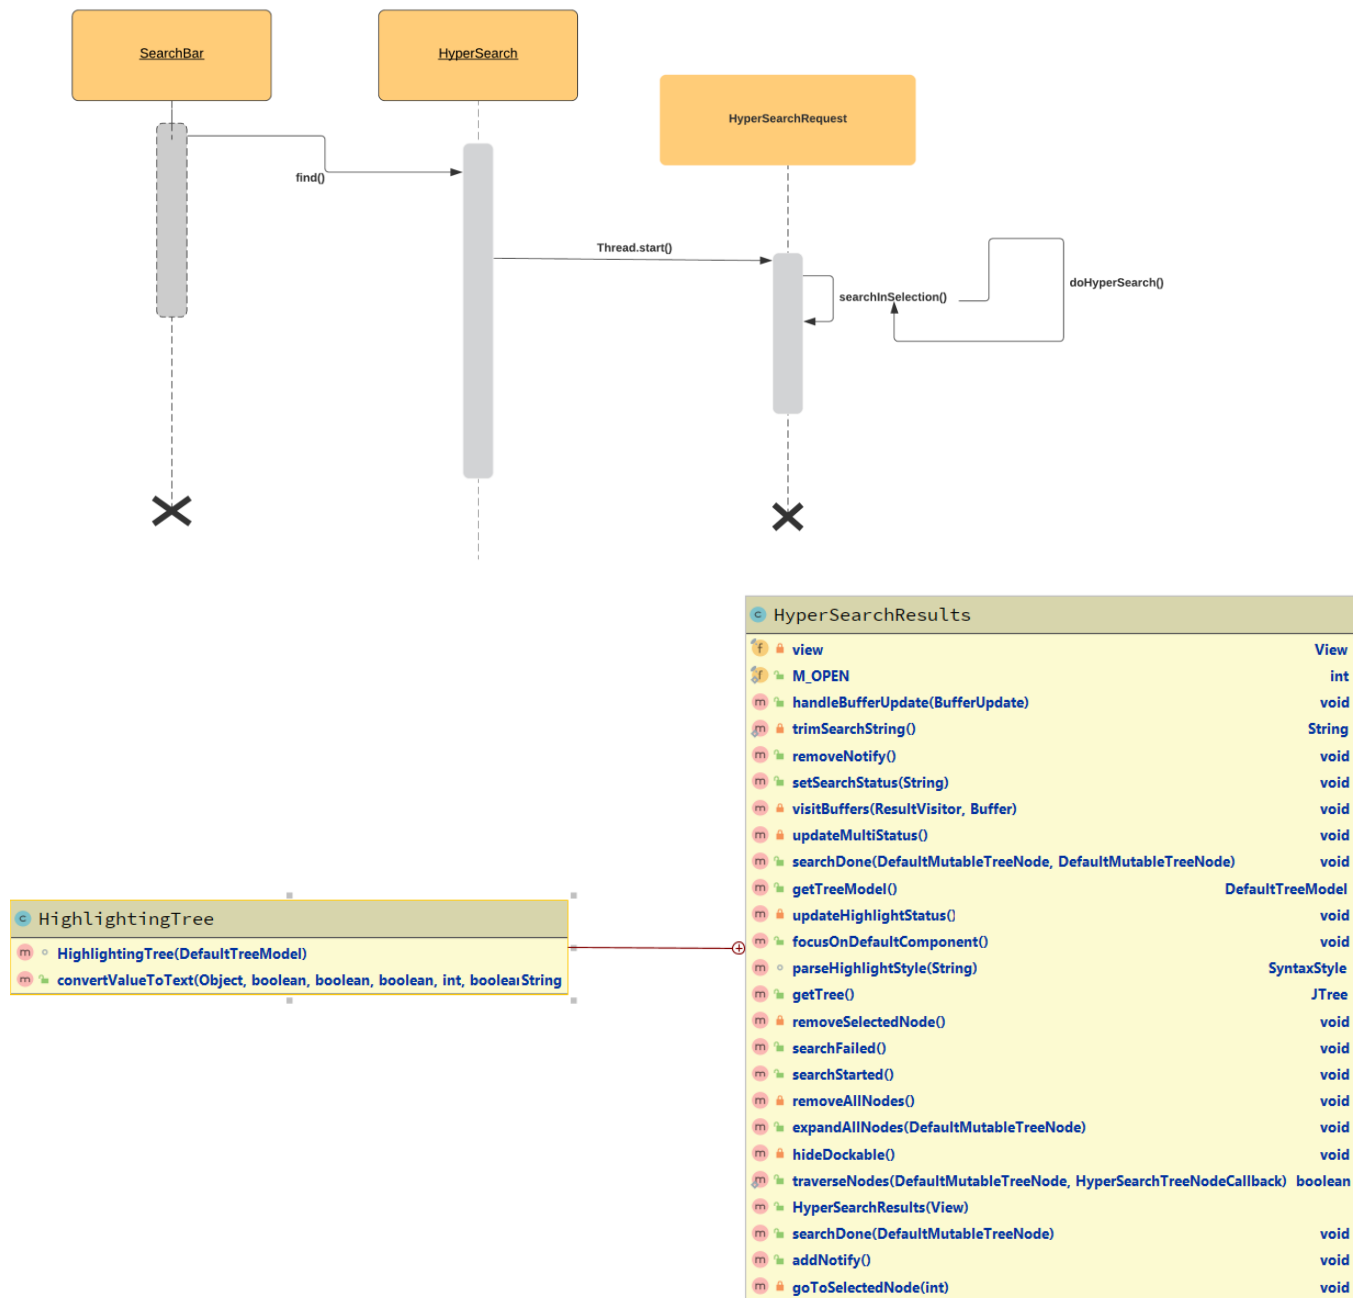 SearchBar
HyperSearch
HyperSearchRequest
find()
Thread.start()
searchInSelection()
doHyperSearch()
c HyperSearchResults
f view View
f M_OPEN int
m handleBufferUpdate(BufferUpdate) void
m trimSearchString() String
m removeNotify() void
m setSearchStatus(String) void
m visitBuffers(ResultVisitor, Buffer) void
m updateMultiStatus() void
m searchDone(DefaultMutableTreeNode, DefaultMutableTreeNode) void
m getTreeModel() DefaultTreeModel
m updateHighlightStatus() void
m focusOnDefaultComponent() void
m parseHighlightStyle(String) SyntaxStyle
m getTree() JTree
m removeSelectedNode() void
m searchFailed() void
m searchStarted() void
m removeAllNodes() void
m expandAllNodes(DefaultMutableTreeNode) void
m hideDockable() void
m traverseNodes(DefaultMutableTreeNode, HyperSearchTreeNodeCallback) boolean
m HyperSearchResults(View)
m searchDone(DefaultMutableTreeNode) void
m addNotify() void
m goToSelectedNode(int) void
c HighlightingTree
m HighlightingTree(DefaultTreeModel)
m convertValueToText(Object, boolean, boolean, boolean, int, boolea String